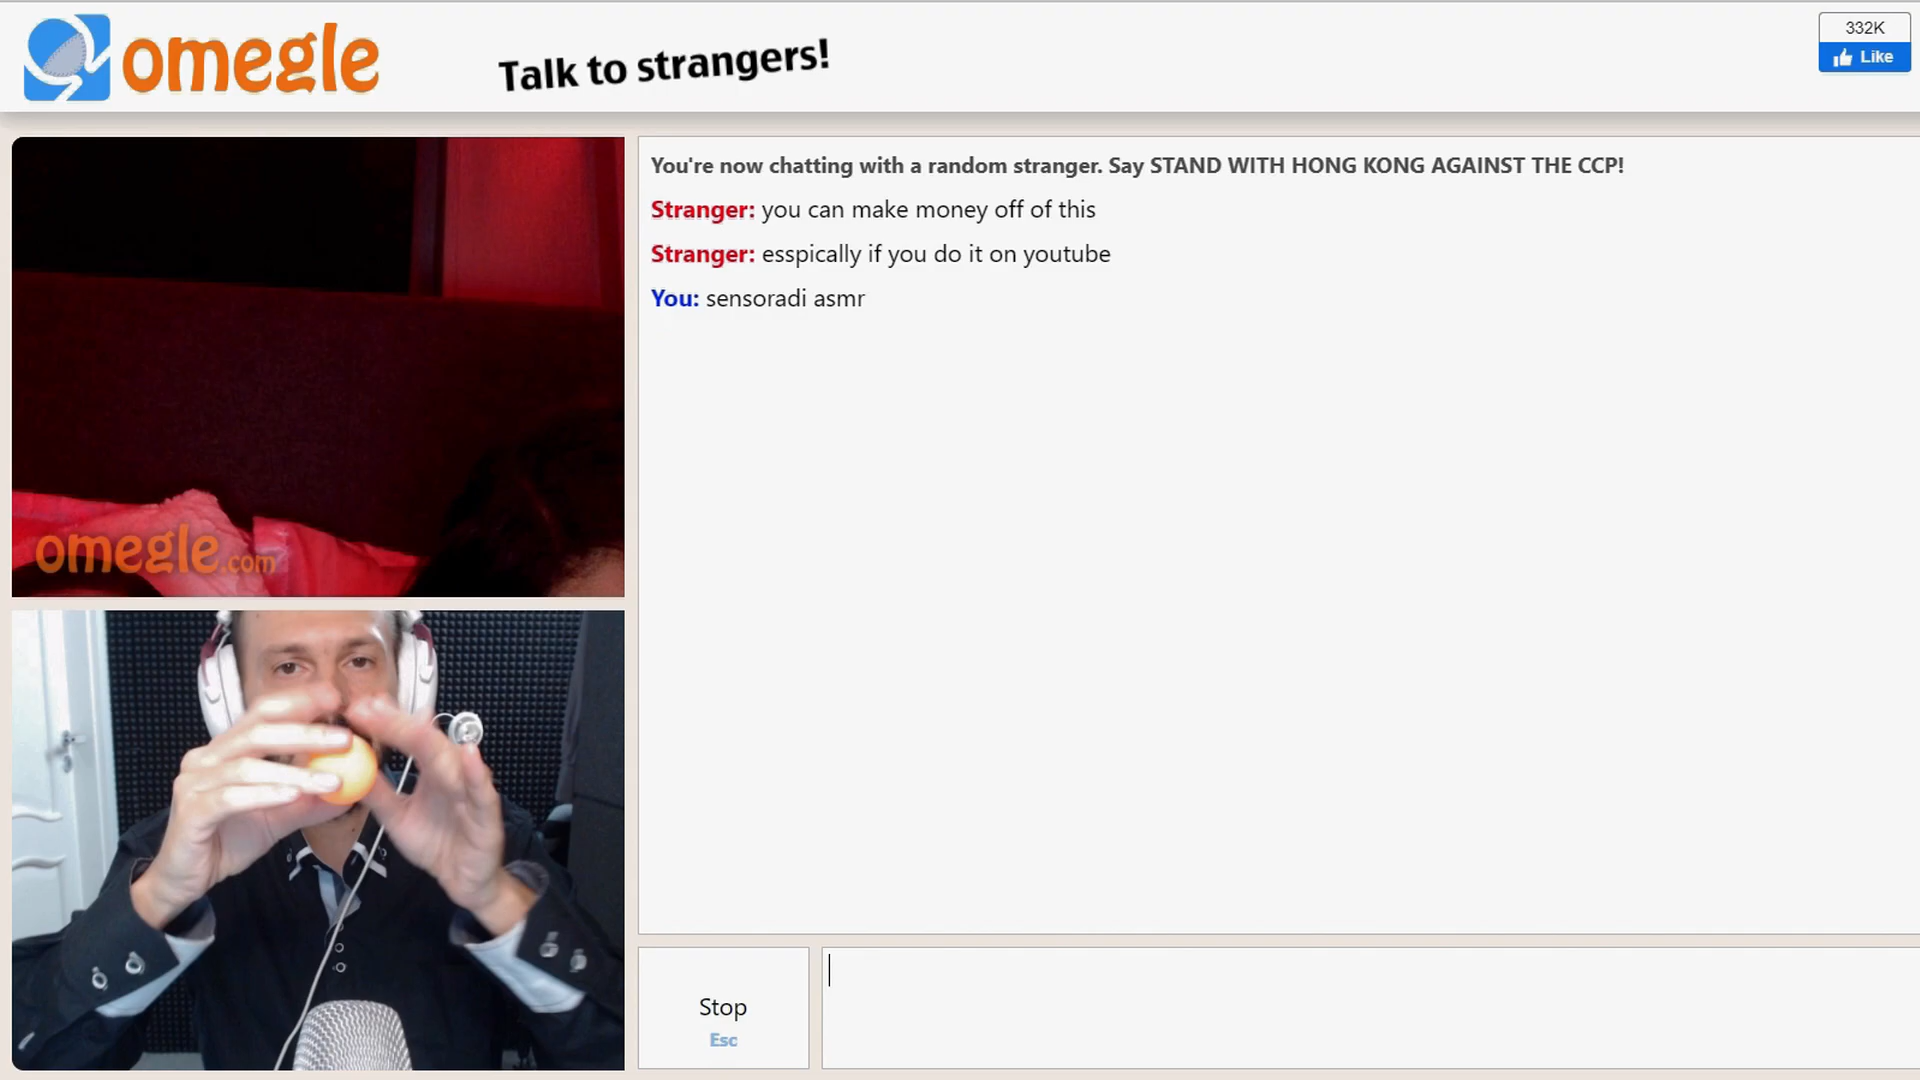 omegle
Talk to strangers!
332K
Like
You're now chatting with a random stranger. Say STAND WITH HONG KONG AGAINST THE CCP!
Stranger: you can make money off of this
Stranger: esspically if you do it on youtube
You: sensoradi asmr
omegle.com
Stop
Esc